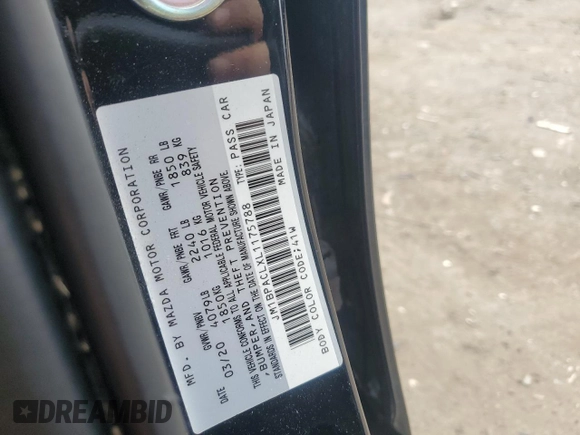 MFD. BY MAZDA MOTOR CORPORATION
GVWR/PNBV GAWR/PNBE FRT GAWR/PNBE RR
4079LB 2240 LB 1850 LB
DATE 03/20 1850KG 1016 KG 839 KG
THIS VEHICLE CONFORMS TO ALL APPLICABLE FEDERAL MOTOR VEHICLE SAFETY,
BUMPER, AND THEFT PREVENTION
STANDARDS IN EFFECT ON THE DATE OF MANUFACTURE SHOWN ABOVE.
JM1BPACLXL1175788 TYPE: PASS CAR
BODY COLOR CODE;41W MADE IN JAPAN
DREAMBID